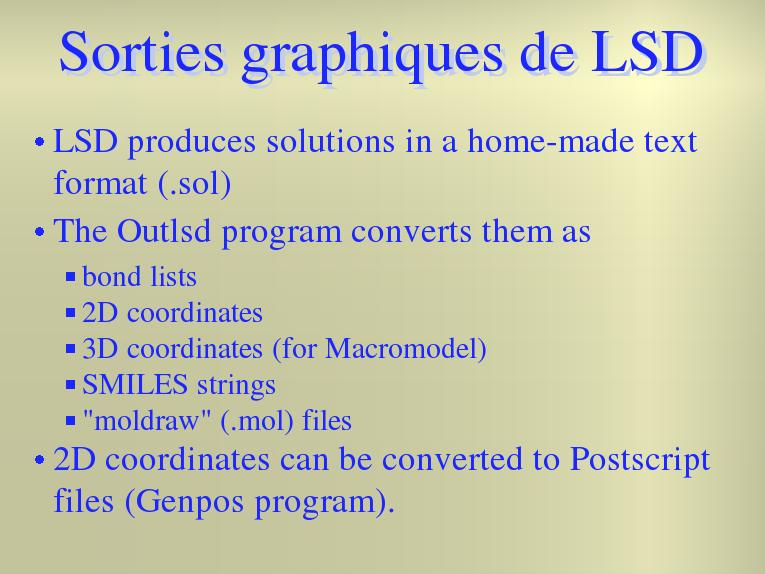 Sorties graphiques de LSD
• LSD produces solutions in a home-made text
format (.sol)
• The Outlsd program converts them as
▪ bond lists
▪ 2D coordinates
▪ 3D coordinates (for Macromodel)
▪ SMILES strings
▪ "moldraw" (.mol) files
• 2D coordinates can be converted to Postscript
files (Genpos program).